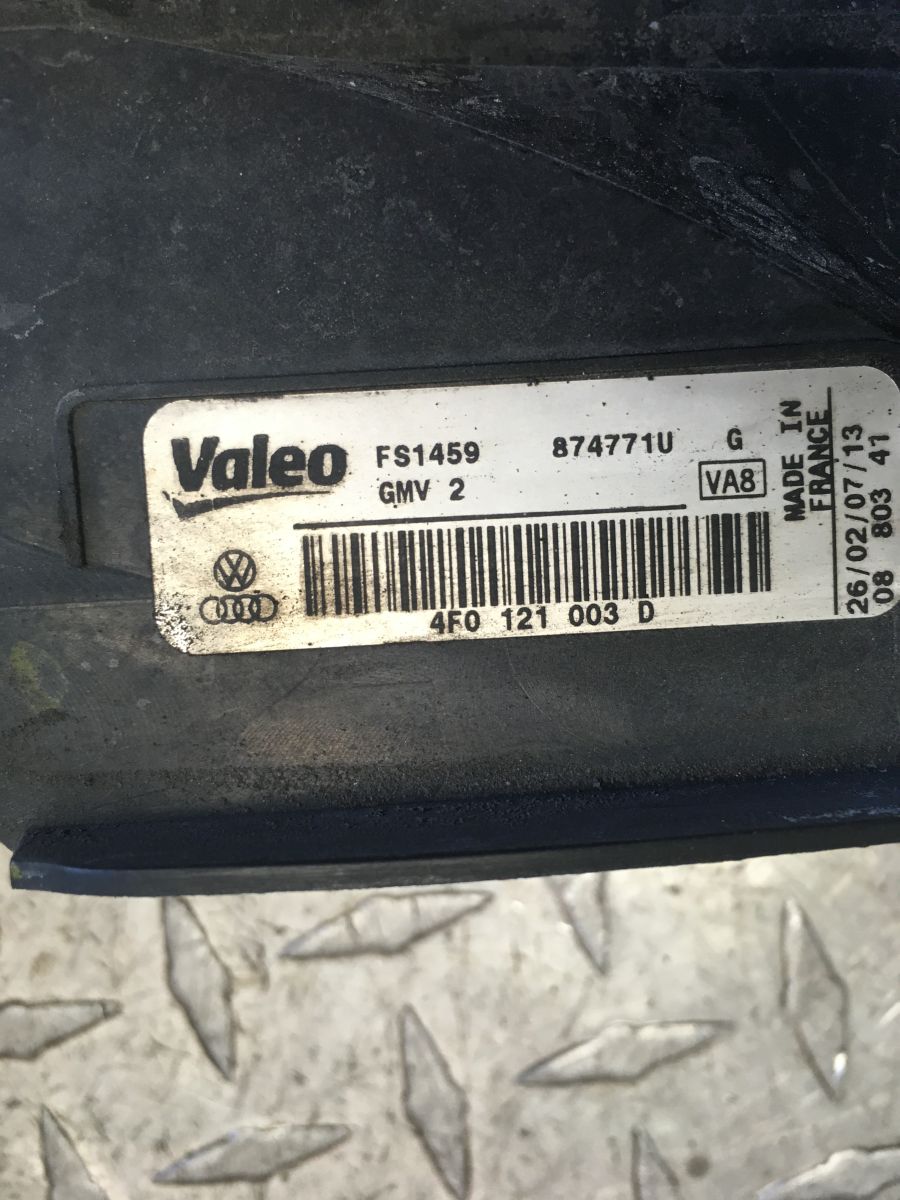 Valeo FS1459 874771U G
GMV 2 VA8
4F0 121 003 D
MADE IN
FRANCE
26/02/07/13
08 803 41